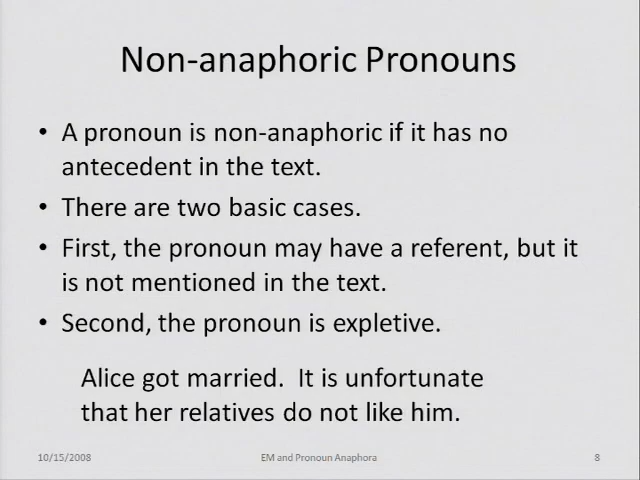 Non-anaphoric Pronouns
• A pronoun is non-anaphoric if it has no
antecedent in the text.
• There are two basic cases.
• First, the pronoun may have a referent, but it
is not mentioned in the text.
• Second, the pronoun is expletive.
Alice got married.  It is unfortunate
that her relatives do not like him.
10/15/2008
EM and Pronoun Anaphora
8